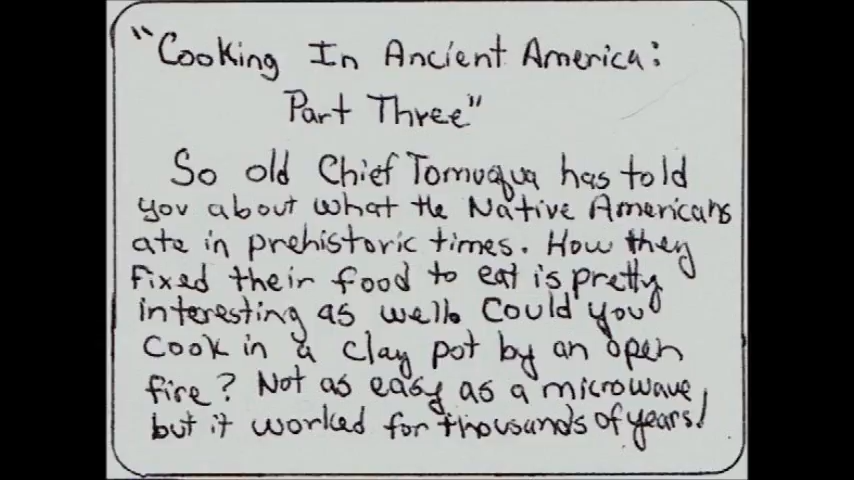 "Cooking In Ancient America:
Part Three"
So old Chief Tomuqua has told
you about what the Native Americans
ate in prehistoric times. How they
fixed their food to eat is pretty
interesting as well. Could you
cook in a clay pot by an open
fire? Not as easy as a microwave,
but it worked for thousands of years!